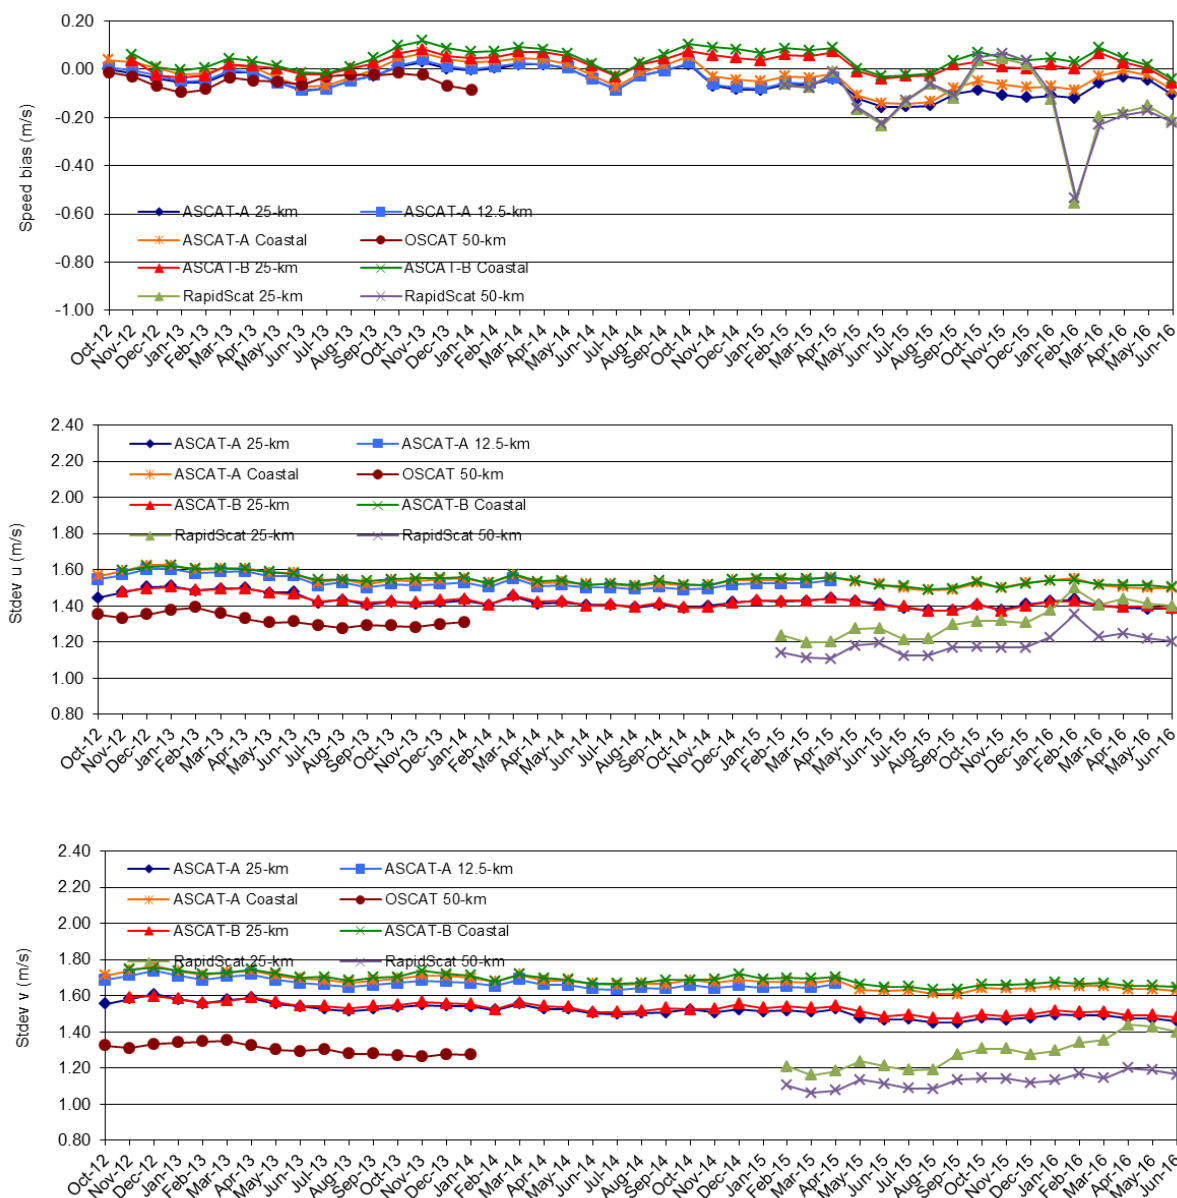 0.20
0.00
-0.20
-0.40
-0.60
-0.80
-1.00
Speed bias (m/s)
ASCAT-A 25-km ASCAT-A 12.5-km
ASCAT-A Coastal OSCAT 50-km
ASCAT-B 25-km ASCAT-B Coastal
RapidScat 25-km RapidScat 50-km
Oct-12 Nov-12 Dec-12 Jan-13 Feb-13 Mar-13 Apr-13 May-13 Jun-13 Jul-13 Aug-13 Sep-13 Oct-13 Nov-13 Dec-13 Jan-14 Feb-14 Mar-14 Apr-14 May-14 Jun-14 Jul-14 Aug-14 Sep-14 Oct-14 Nov-14 Dec-14 Jan-15 Feb-15 Mar-15 Apr-15 May-15 Jun-15 Jul-15 Aug-15 Sep-15 Oct-15 Nov-15 Dec-15 Jan-16 Feb-16 Mar-16 Apr-16 May-16 Jun-16
2.40
2.20
2.00
1.80
1.60
1.40
1.20
1.00
0.80
Stdev u (m/s)
ASCAT-A 25-km ASCAT-A 12.5-km
ASCAT-A Coastal OSCAT 50-km
ASCAT-B 25-km ASCAT-B Coastal
RapidScat 25-km RapidScat 50-km
Oct-12 Nov-12 Dec-12 Jan-13 Feb-13 Mar-13 Apr-13 May-13 Jun-13 Jul-13 Aug-13 Sep-13 Oct-13 Nov-13 Dec-13 Jan-14 Feb-14 Mar-14 Apr-14 May-14 Jun-14 Jul-14 Aug-14 Sep-14 Oct-14 Nov-14 Dec-14 Jan-15 Feb-15 Mar-15 Apr-15 May-15 Jun-15 Jul-15 Aug-15 Sep-15 Oct-15 Nov-15 Dec-15 Jan-16 Feb-16 Mar-16 Apr-16 May-16 Jun-16
2.40
2.20
2.00
1.80
1.60
1.40
1.20
1.00
0.80
Stdev v (m/s)
ASCAT-A 25-km ASCAT-A 12.5-km
ASCAT-A Coastal OSCAT 50-km
ASCAT-B 25-km ASCAT-B Coastal
RapidScat 25-km RapidScat 50-km
Oct-12 Nov-12 Dec-12 Jan-13 Feb-13 Mar-13 Apr-13 May-13 Jun-13 Jul-13 Aug-13 Sep-13 Oct-13 Nov-13 Dec-13 Jan-14 Feb-14 Mar-14 Apr-14 May-14 Jun-14 Jul-14 Aug-14 Sep-14 Oct-14 Nov-14 Dec-14 Jan-15 Feb-15 Mar-15 Apr-15 May-15 Jun-15 Jul-15 Aug-15 Sep-15 Oct-15 Nov-15 Dec-15 Jan-16 Feb-16 Mar-16 Apr-16 May-16 Jun-16